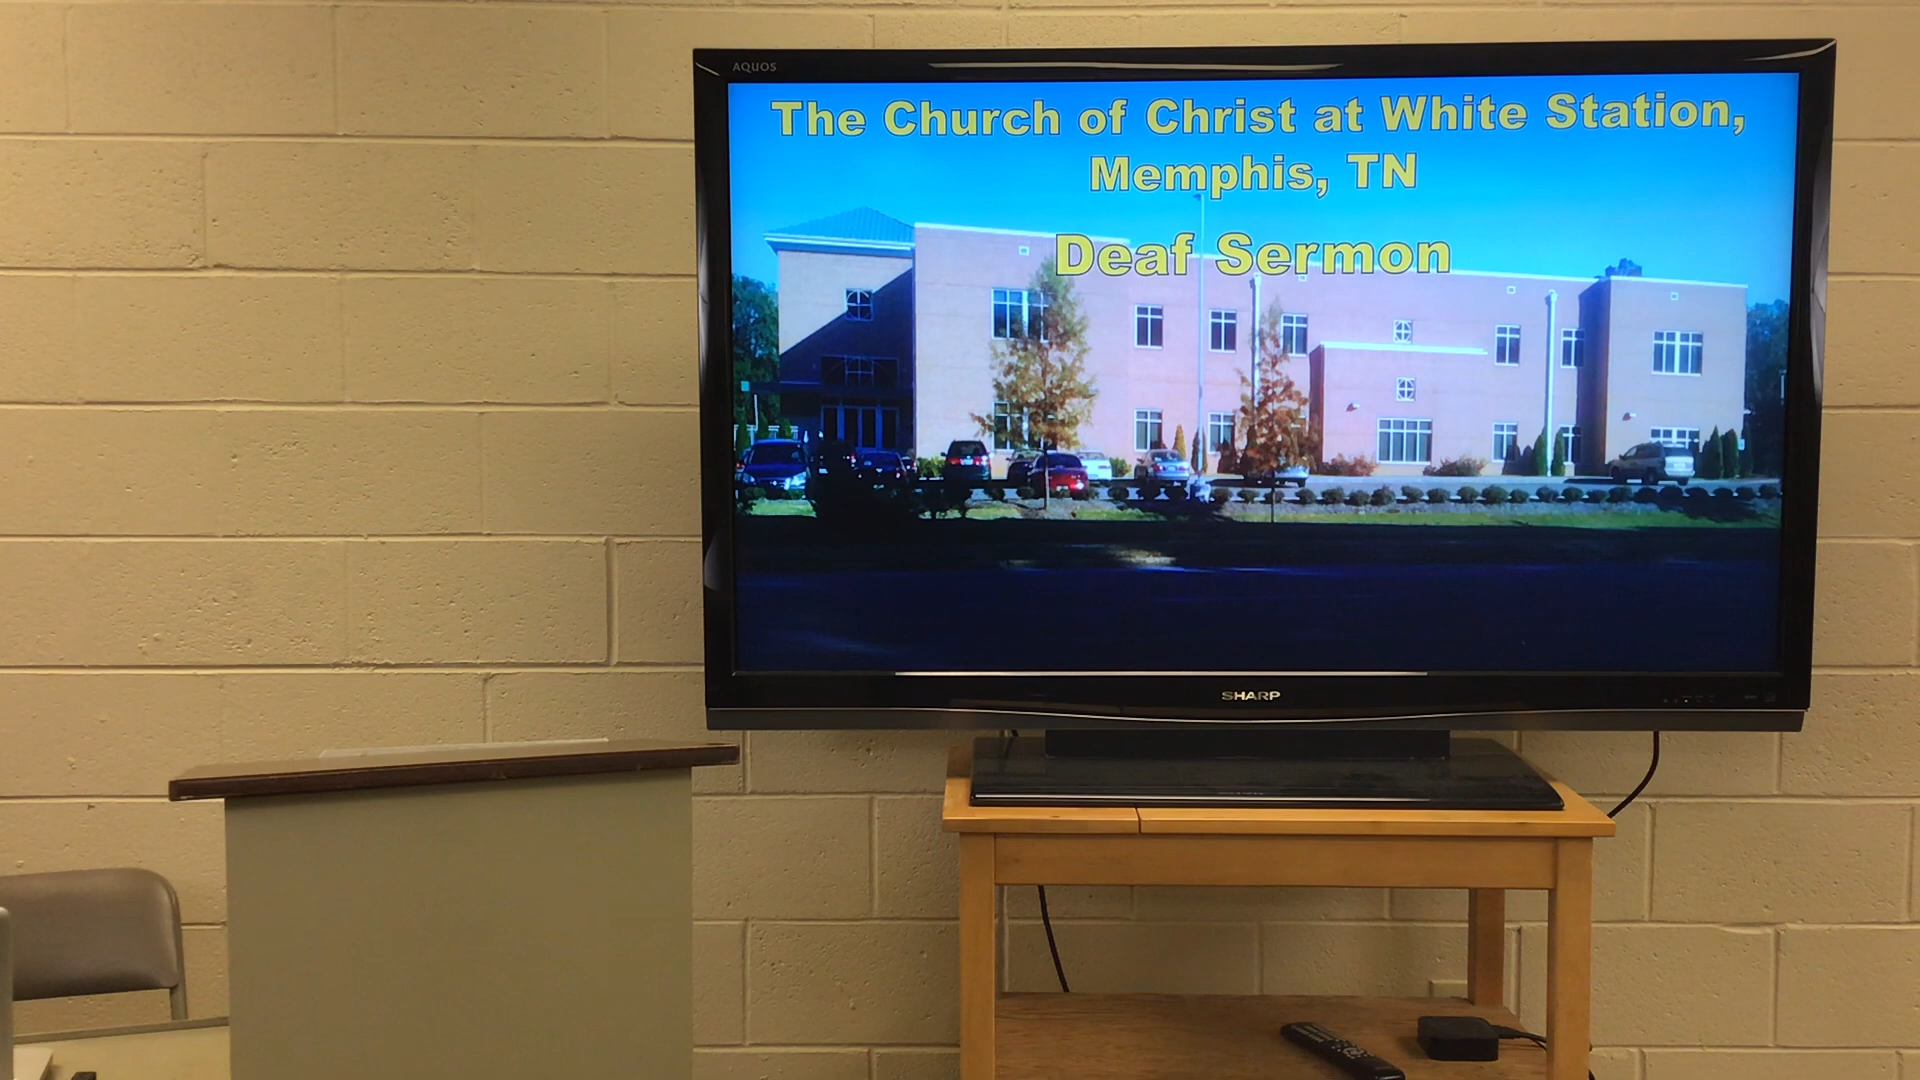 AQUOS
The Church of Christ at White Station,
Memphis, TN
Deaf Sermon
SHARP